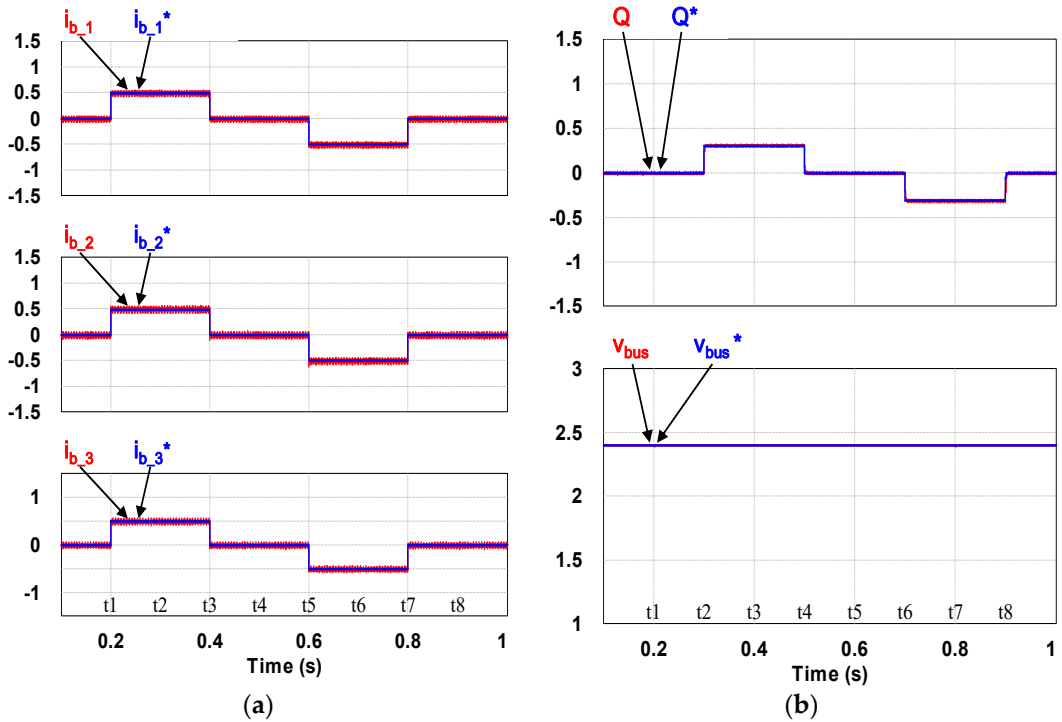 i_b_1 i_b_1*
1.5
1
0.5
0
-0.5
-1
-1.5
i_b_2 i_b_2*
1.5
1
0.5
0
-0.5
-1
-1.5
i_b_3 i_b_3*
1
0
-1
t1 t2 t3 t4 t5 t6 t7 t8
0.2 0.4 0.6 0.8 1
Time (s)
(a)
Q Q*
1.5
1
0.5
0
-0.5
-1
-1.5
v_bus v_bus*
3
2.5
2
1.5
1
t1 t2 t3 t4 t5 t6 t7 t8
0.2 0.4 0.6 0.8 1
Time (s)
(b)